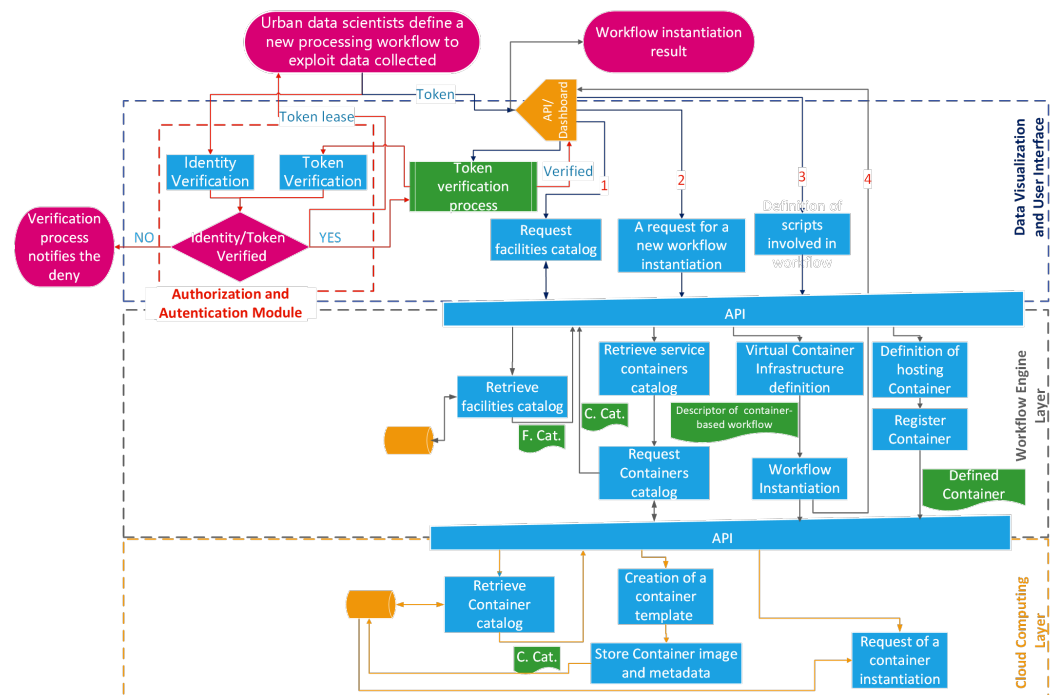 Urban data scientists define a
new processing workflow to
exploit data collected
Workflow instantiation
result
Token
API/
Dashboard
Token lease
Identity
Verification
Token
Verification
Token
verification
process
Verified
1
2
3
4
Definition of
scripts
involved in
workflow
Request
facilities catalog
A request for a
new workflow
instantiation
Verification
process
notifies the
deny
NO
Identity/Token
Verified
YES
Authorization and
Autentication Module
Data Visualization
and User Interface
API
Retrieve
facilities catalog
F. Cat.
C. Cat.
Retrieve service
containers
catalog
Request
Containers
catalog
Virtual Container
Infrastructure
definition
Descriptor of container-
based workflow
Workflow
Instantiation
Definition of
hosting
Container
Register
Container
Defined
Container
Workflow Engine
Layer
API
Retrieve
Container
catalog
C. Cat.
Creation of a
container
template
Store Container image
and metadata
Request of a
container
instantiation
Cloud Computing
Layer